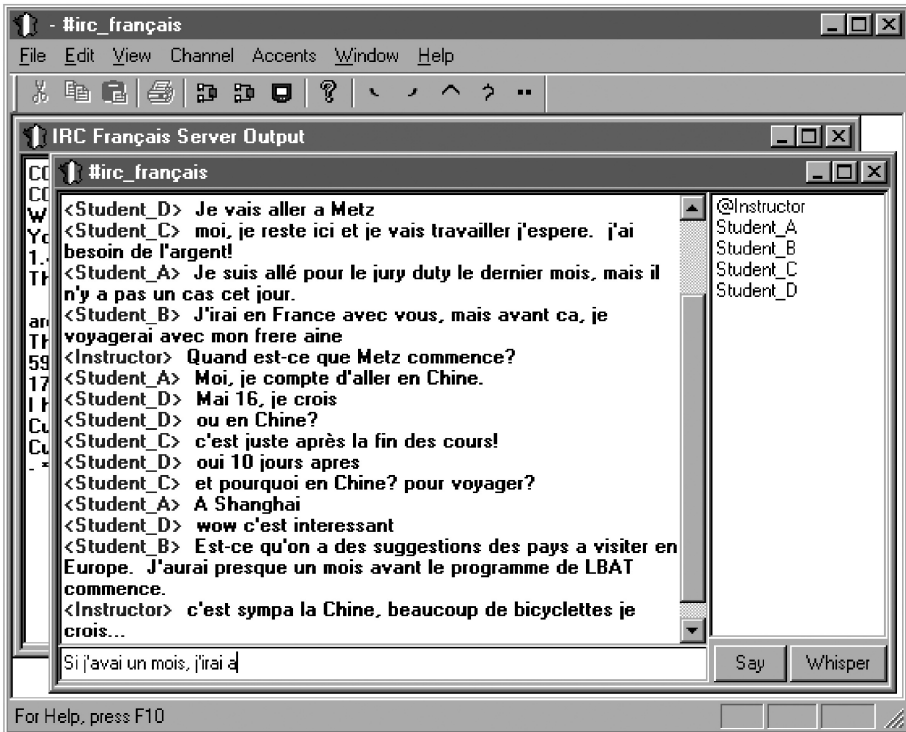 - #irc_français
File Edit View Channel Accents Window Help
IRC Français Server Output
#irc_français
<Student_D> Je vais aller a Metz
<Student_C> moi, je reste ici et je vais travailler j'espere. j'ai
besoin de l'argent!
<Student_A> Je suis allé pour le jury duty le dernier mois, mais il
n'y a pas un cas cet jour.
<Student_B> J'irai en France avec vous, mais avant ca, je
voyagerai avec mon frere aine
<Instructor> Quand est-ce que Metz commence?
<Student_A> Moi, je compte d'aller en Chine.
<Student_D> Mai 16, je crois
<Student_D> ou en Chine?
<Student_C> c'est juste après la fin des cours!
<Student_D> oui 10 jours apres
<Student_C> et pourquoi en Chine? pour voyager?
<Student_A> A Shanghai
<Student_D> wow c'est interessant
<Student_B> Est-ce qu'on a des suggestions des pays a visiter en
Europe. J'aurai presque un mois avant le programme de LBAT
commence.
<Instructor> c'est sympa la Chine, beaucoup de bicyclettes je
crois...
@Instructor
Student_A
Student_B
Student_C
Student_D
Si j'avai un mois, j'irai a
Say Whisper
For Help, press F10